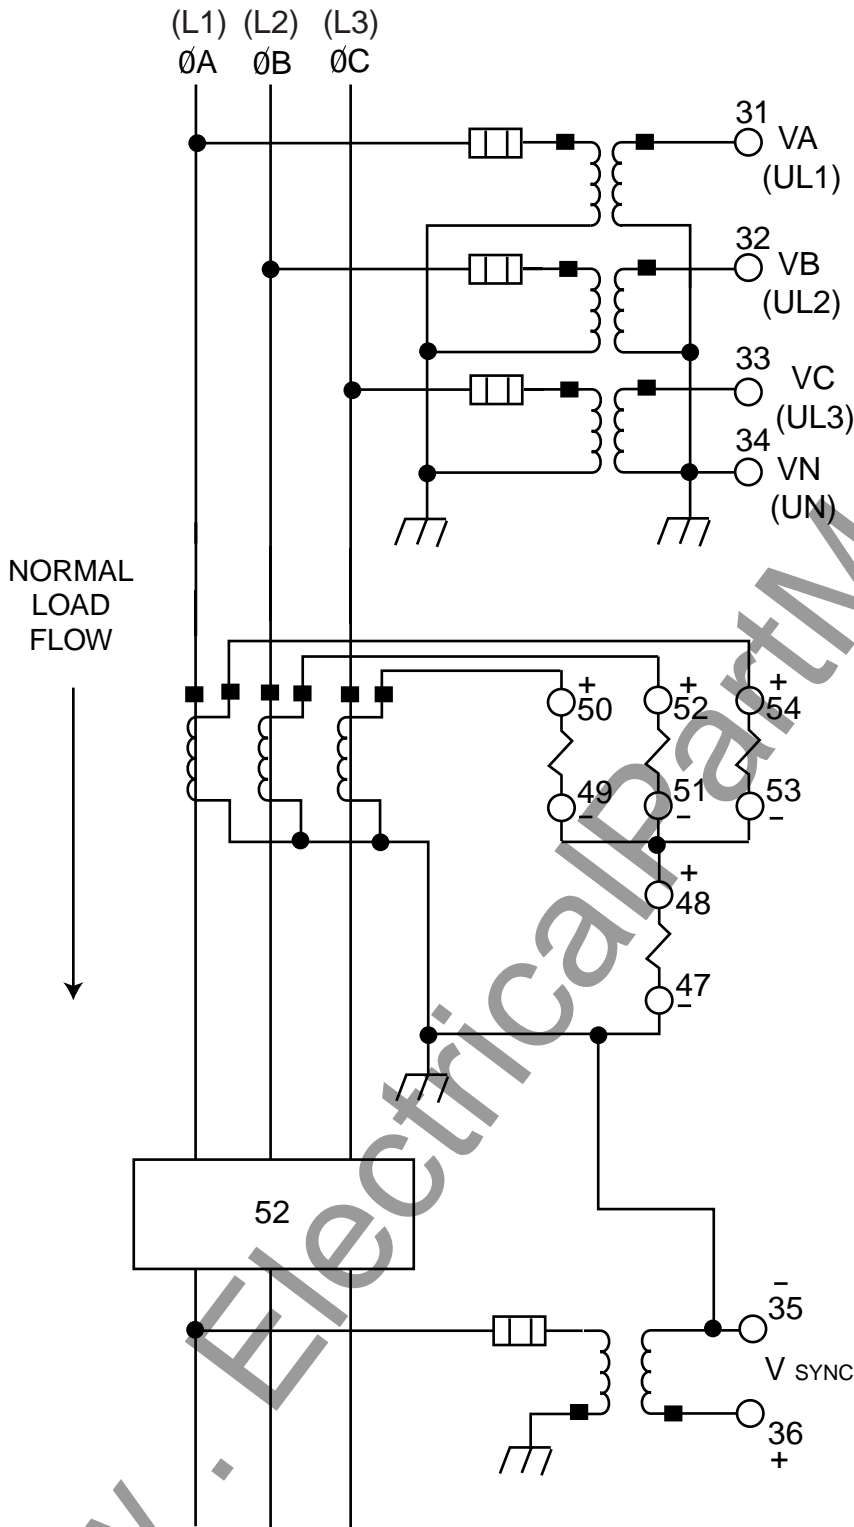 (L1) (L2) (L3)
ØA ØB ØC
31
VA
(UL1)
32
VB
(UL2)
33
VC
(UL3)
34
VN
(UN)
NORMAL
LOAD
FLOW
+ + +
50 52 54
49 51 53
- - -
+
48
47
-
52
-
35
V SYNC
36
+
. ElectricalPartM